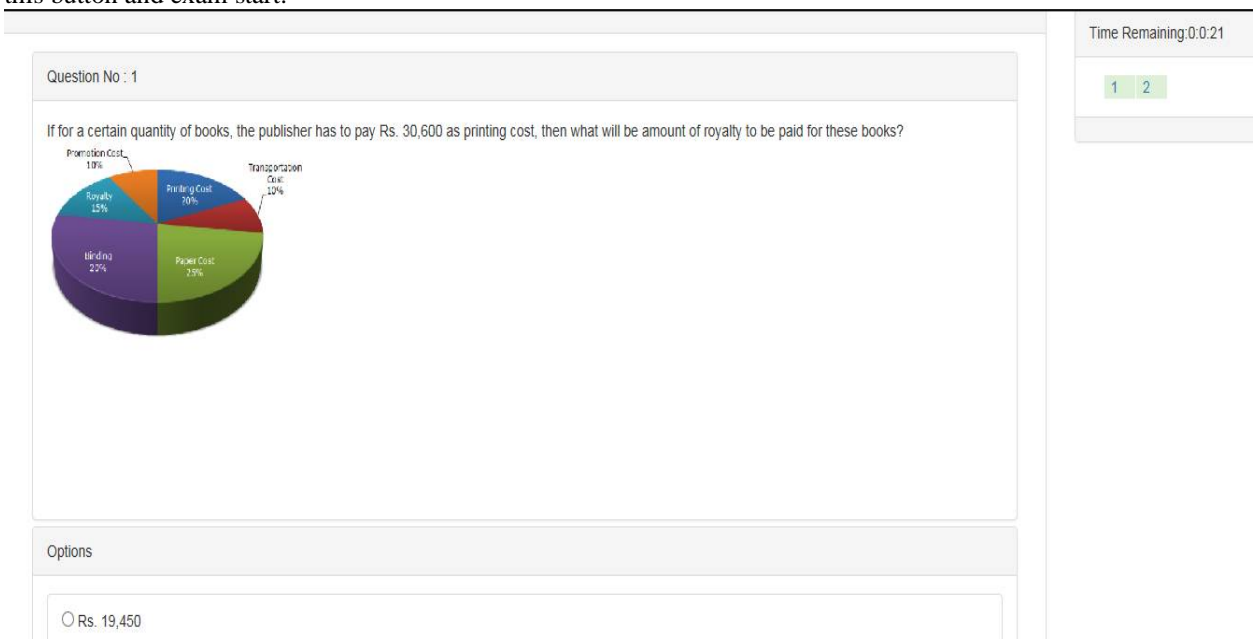 this button and exam start.
Time Remaining:0:0:21
Question No : 1
1 2
If for a certain quantity of books, the publisher has to pay Rs. 30,600 as printing cost, then what will be amount of royalty to be paid for these books?
Promotion Cost
10%
Transportation
Cost
10%
Printing Cost
20%
Royalty
15%
Binding
Paper Cost
25%
Options
Rs. 19,450